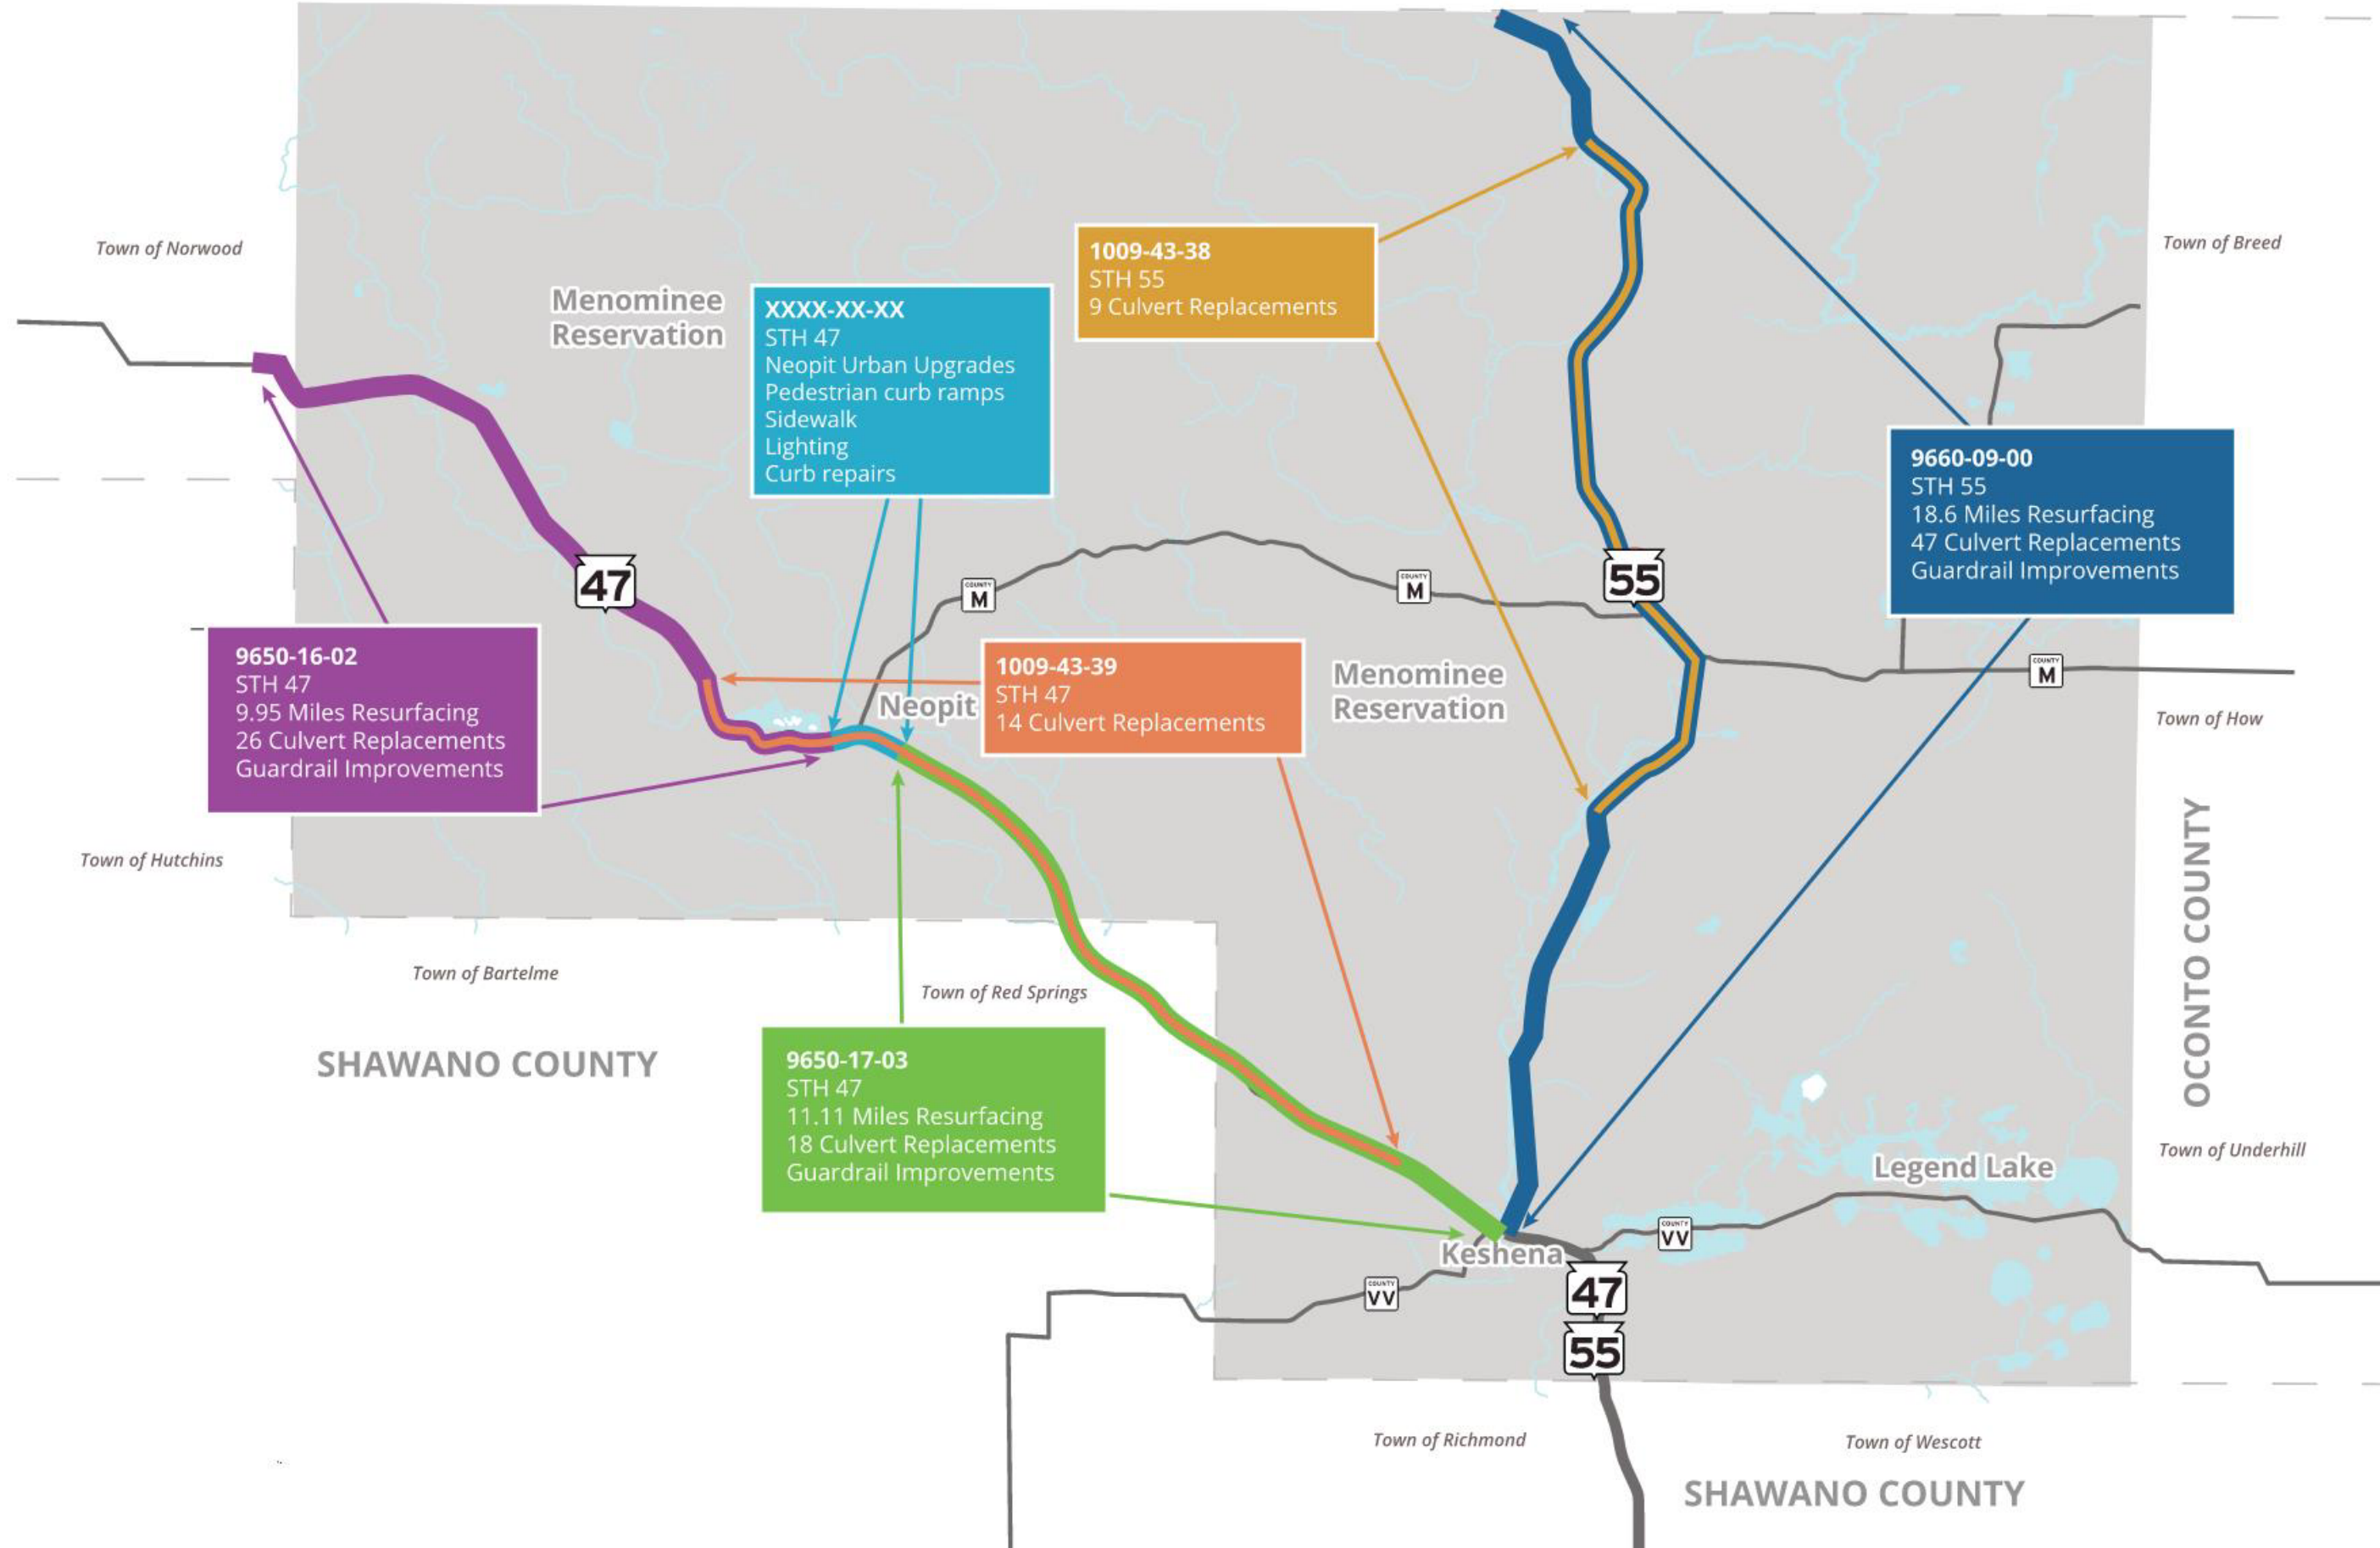 Town of Norwood
Town of Breed
Menominee
Reservation
XXXX-XX-XX
STH 47
Neopit Urban Upgrades
Pedestrian curb ramps
Sidewalk
Lighting
Curb repairs
1009-43-38
STH 55
9 Culvert Replacements
9660-09-00
STH 55
18.6 Miles Resurfacing
47 Culvert Replacements
Guardrail Improvements
47
COUNTY
M
COUNTY
M
55
9650-16-02
STH 47
9.95 Miles Resurfacing
26 Culvert Replacements
Guardrail Improvements
Neopit
1009-43-39
STH 47
14 Culvert Replacements
Menominee
Reservation
COUNTY
M
Town of How
Town of Hutchins
OCONTO COUNTY
Town of Bartelme
Town of Red Springs
SHAWANO COUNTY
9650-17-03
STH 47
11.11 Miles Resurfacing
18 Culvert Replacements
Guardrail Improvements
Town of Underhill
Legend Lake
Keshena
COUNTY
VV
COUNTY
VV
47
55
Town of Richmond
Town of Wescott
SHAWANO COUNTY